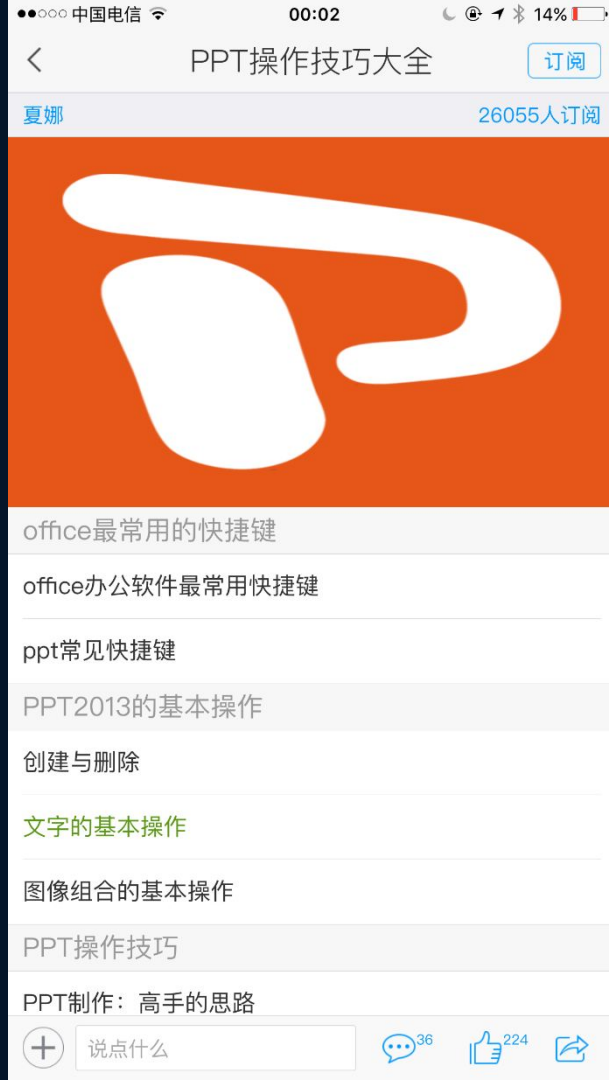 中国电信 00:02 14%
PPT操作技巧大全 订阅
夏娜 26055人订阅
office最常用的快捷键
office办公软件最常用快捷键
ppt常见快捷键
PPT2013的基本操作
创建与删除
文字的基本操作
图像组合的基本操作
PPT操作技巧
PPT制作：高手的思路
说点什么 36 224